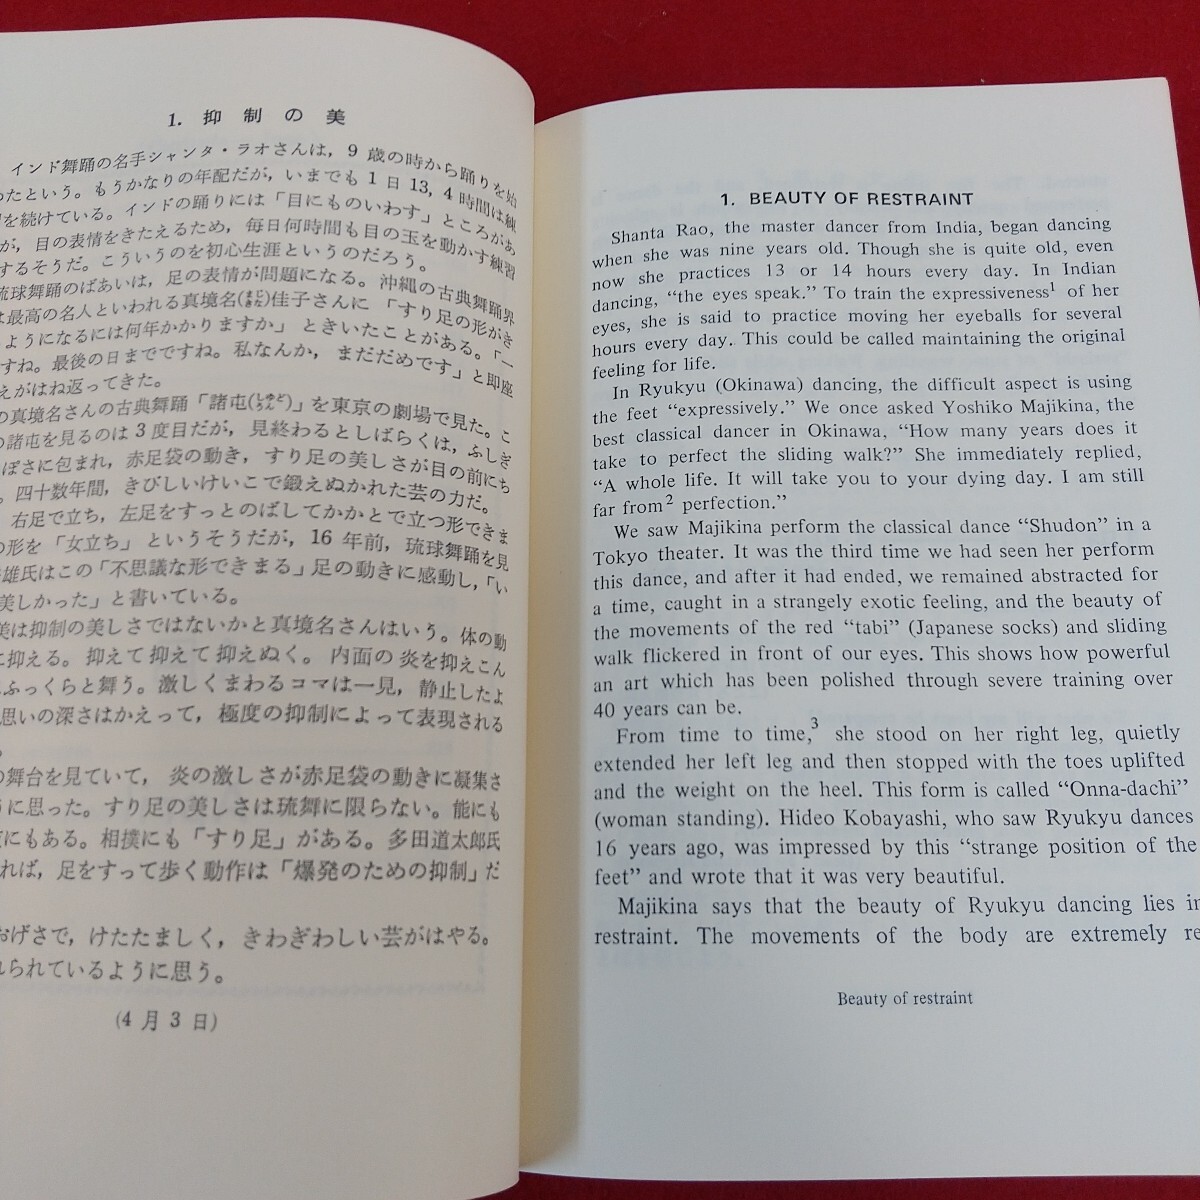 1. 抑制の美
インド舞踊の名手シャンタ・ラオさんは，9歳の時から踊りを始
ったという。もうかなりの年配だが，いまでも1日13, 4時間は練
を続けている。インドの踊りには「目にものいわす」ところがあ
が，目の表情をきたえるため，毎日何時間も目の玉を動かす練習
するそうだ。こういうのを初心生涯というのだろう。
琉球舞踊のばあいは，足の表情が問題になる。沖縄の古典舞踊界
は最高の名人といわれる真境名(まじきな)佳子さんに「すり足の形がき
ようになるには何年かかりますか」ときいたことがある。「一
すね。最後の日までですね。私なんか，まだだめです」と即座
えがはね返ってきた。
の真境名さんの古典舞踊「諸屯(しゅどうん)」を東京の劇場で見た。こ
の諸屯を見るのは3度目だが，見終わるとしばらくは，ふしぎ
ぽさに包まれ，赤足袋の動き，すり足の美しさが目の前にち
。四十数年間，きびしいけいこで鍛えぬかれた芸の力だ。
右足で立ち，左足をすっとのばしてかかとで立つ形できま
の形を「女立ち」というそうだが，16年前，琉球舞踊を見
雄氏はこの「不思議な形できまる」足の動きに感動し，「い
美しかった」と書いている。
美は抑制の美しさではないかと真境名さんはいう。体の動
に抑える。抑えて抑えて抑えぬく。内面の炎を抑えこん
ふっくらと舞う。激しくまわるコマは一見，静止したよ
思いの深さはかえって，極度の抑制によって表現される
。
の舞台を見ていて，炎の激しさが赤足袋の動きに凝集さ
うに思った。すり足の美しさは琉舞に限らない。能にも
にもある。相撲にも「すり足」がある。多田道太郎氏
れば，足をすって歩く動作は「爆発のための抑制」だ
おげさで，けたたましく，きわぎわしい芸がはやる。
れられているように思う。
(4月3日)
1. BEAUTY OF RESTRAINT
Shanta Rao, the master dancer from India, began dancing
when she was nine years old. Though she is quite old, even
now she practices 13 or 14 hours every day. In Indian
dancing, “the eyes speak.” To train the expressiveness1 of her
eyes, she is said to practice moving her eyeballs for several
hours every day. This could be called maintaining the original
feeling for life.
In Ryukyu (Okinawa) dancing, the difficult aspect is using
the feet “expressively.” We once asked Yoshiko Majikina, the
best classical dancer in Okinawa, “How many years does it
take to perfect the sliding walk?” She immediately replied,
“A whole life. It will take you to your dying day. I am still
far from2 perfection.”
We saw Majikina perform the classical dance “Shudon” in a
Tokyo theater. It was the third time we had seen her perform
this dance, and after it had ended, we remained abstracted for
a time, caught in a strangely exotic feeling, and the beauty of
the movements of the red “tabi” (Japanese socks) and sliding
walk flickered in front of our eyes. This shows how powerful
an art which has been polished through severe training over
40 years can be.
From time to time,3 she stood on her right leg, quietly
extended her left leg and then stopped with the toes uplifted
and the weight on the heel. This form is called “Onna-dachi”
(woman standing). Hideo Kobayashi, who saw Ryukyu dances
16 years ago, was impressed by this “strange position of the
feet” and wrote that it was very beautiful.
Majikina says that the beauty of Ryukyu dancing lies in
restraint. The movements of the body are extremely re
Beauty of restraint